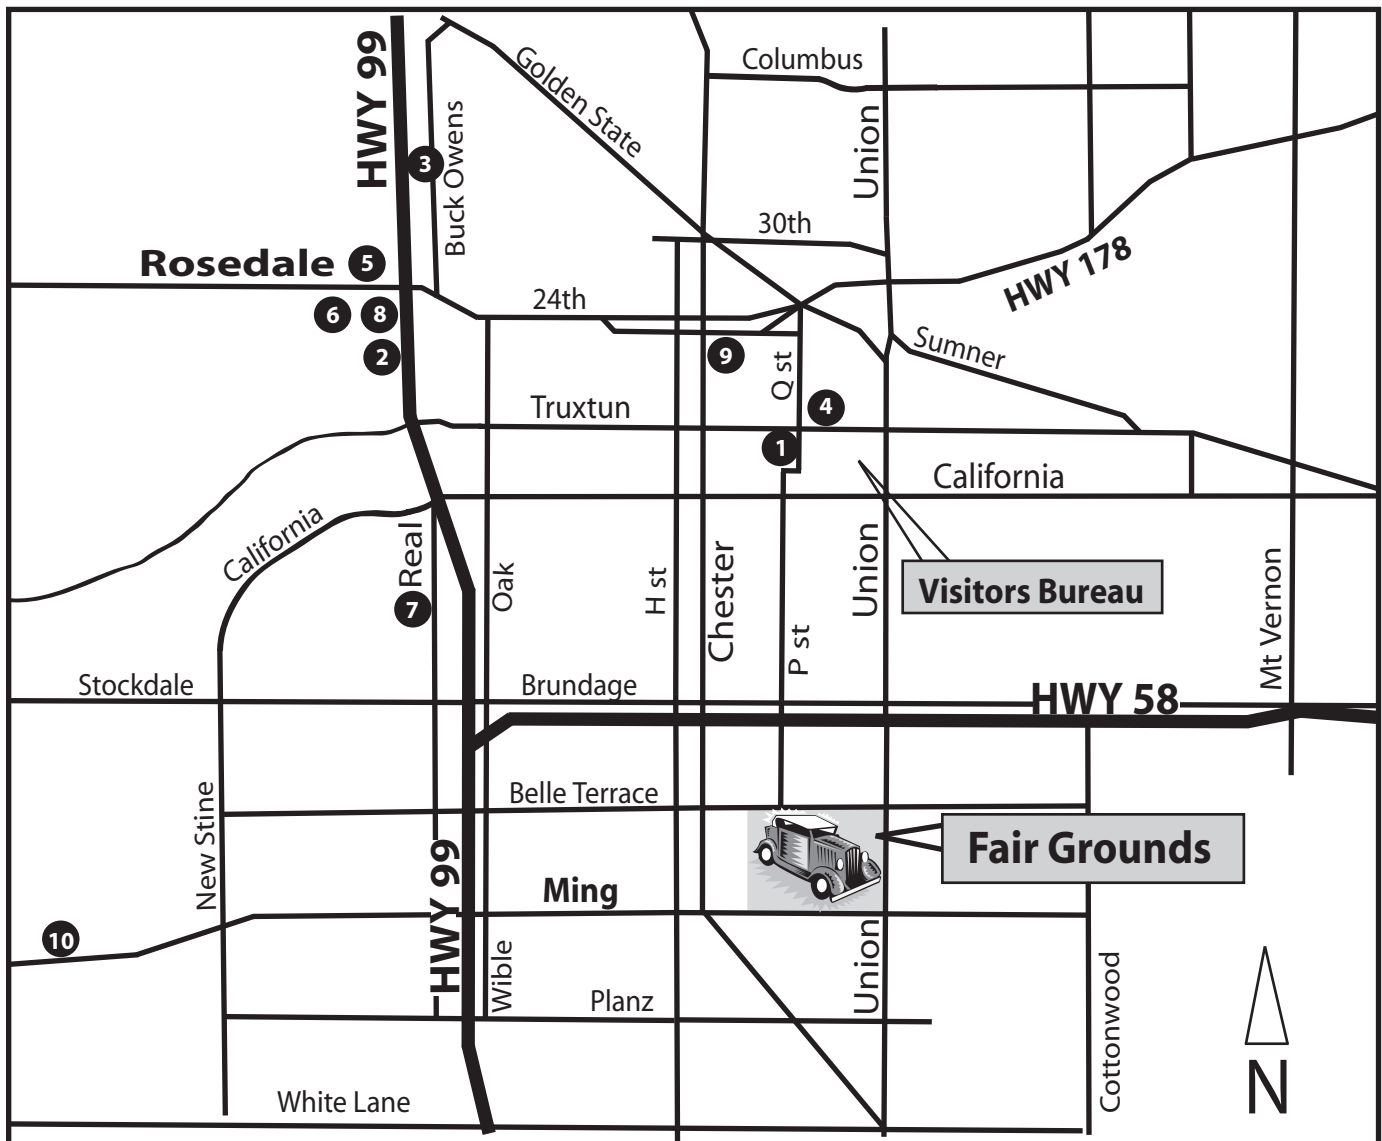 HWY 99
Golden State
Columbus
Union
Buck Owens
3
30th
Rosedale
5
HWY 178
24th
6
8
2
9
Q st
Sumner
Truxtun
4
1
California
California
Real
7
Oak
H st
Chester
P st
Union
Visitors Bureau
Mt Vernon
Stockdale
Brundage
HWY 58
Belle Terrace
New Stine
HWY 99
Ming
Fair Grounds
10
Wible
Planz
Union
Cottonwood
White Lane
N